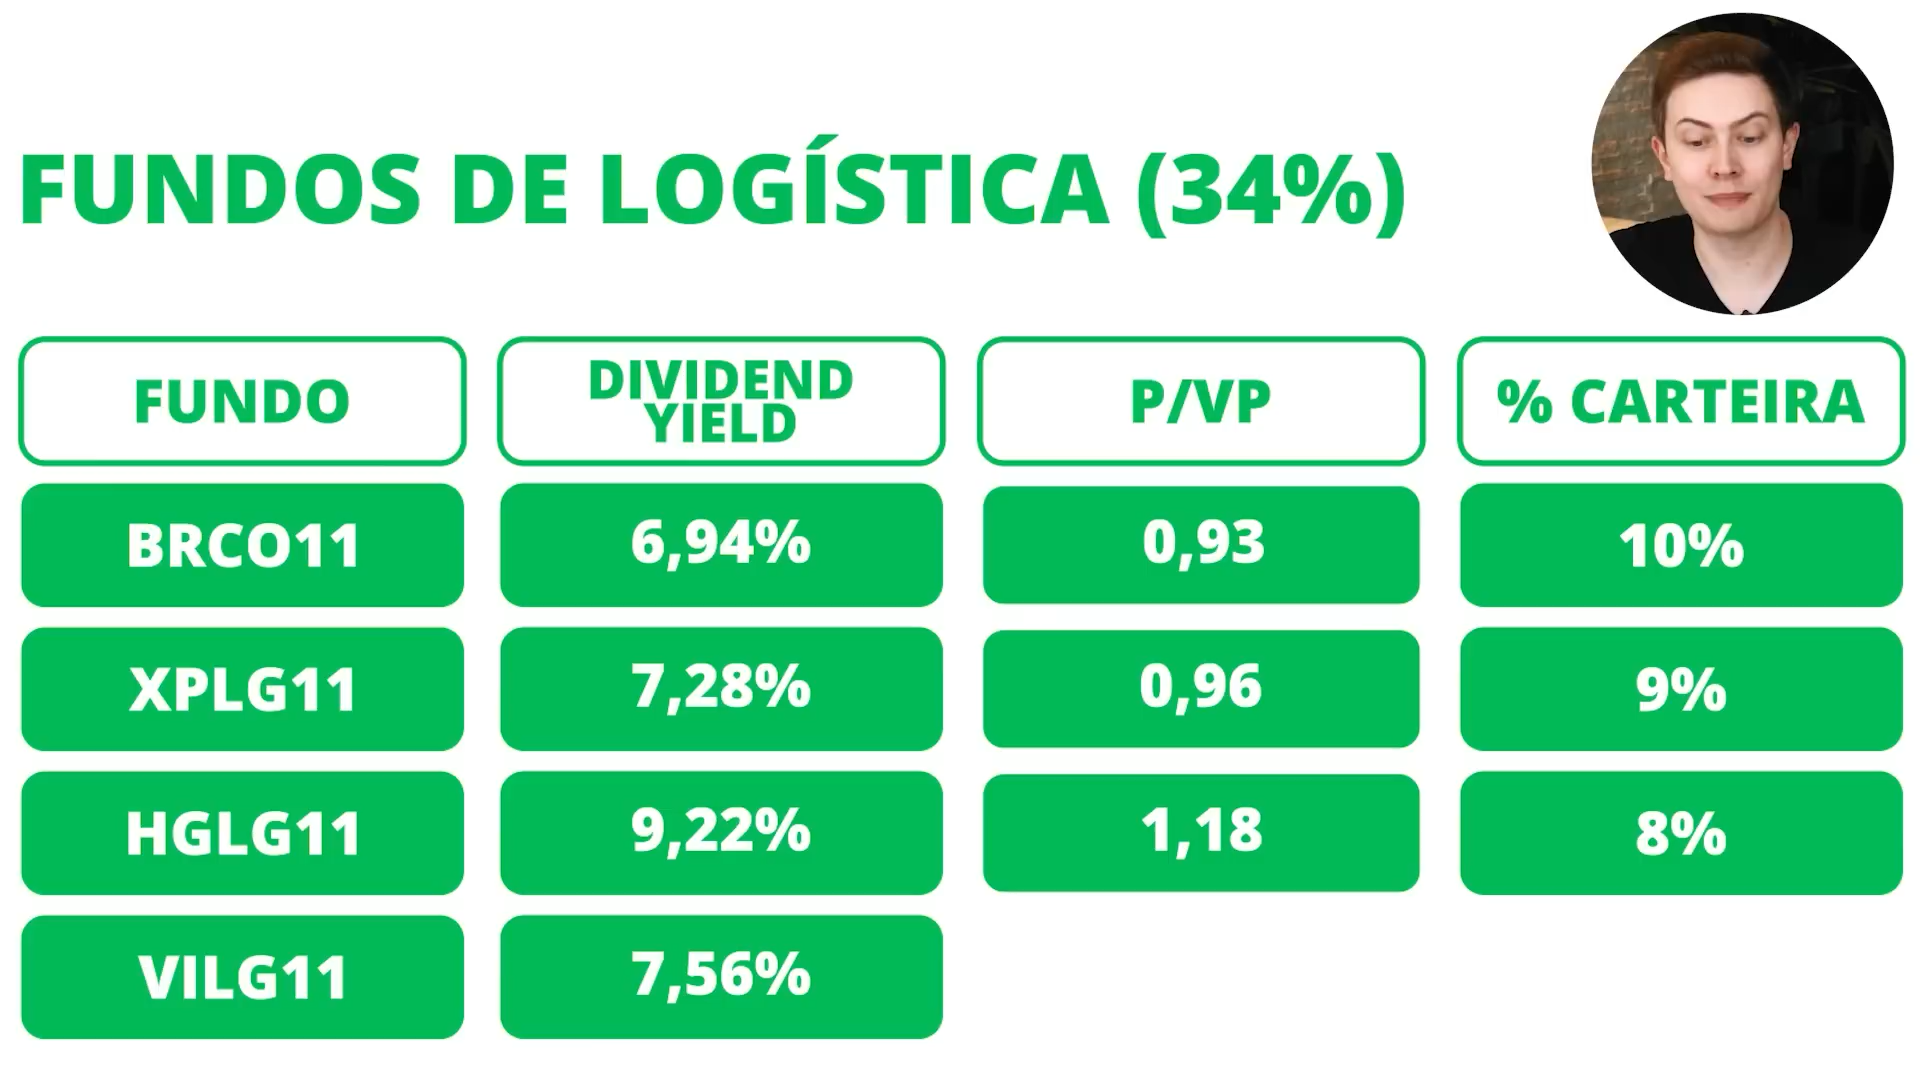 FUNDOS DE LOGÍSTICA (34%)
FUNDO
DIVIDEND
YIELD
P/VP
% CARTEIRA
BRCO11
6,94%
0,93
10%
XPLG11
7,28%
0,96
9%
HGLG11
9,22%
1,18
8%
VILG11
7,56%